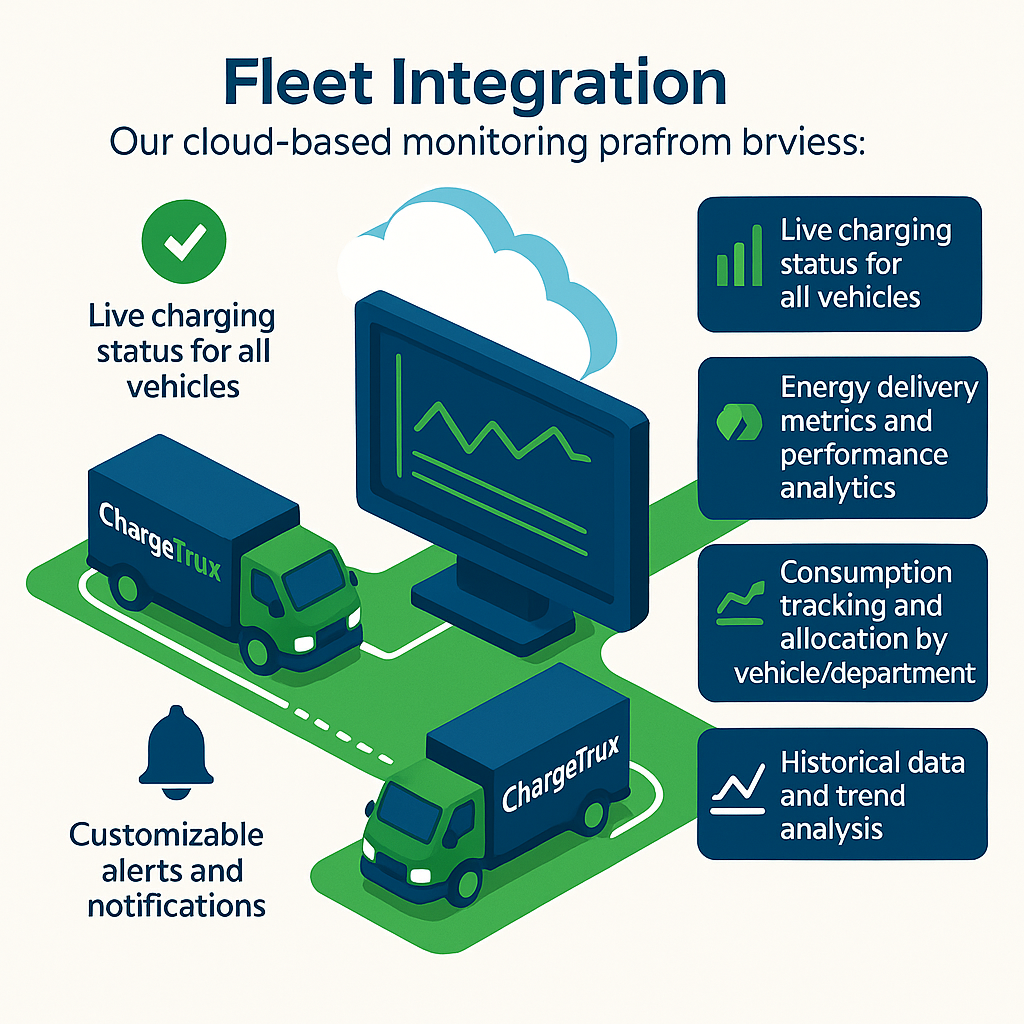 Fleet Integration
Our cloud-based monitoring prafrom brviess:
Live charging
status for all
vehicles
ChargeTrux
Customizable
alerts and
notifications
ChargeTrux
Live charging
status for
all vehicles
Energy delivery
metrics and
performance
analytics
Consumption
tracking and
allocation by
vehicle/department
Historical data
and trend
analysis